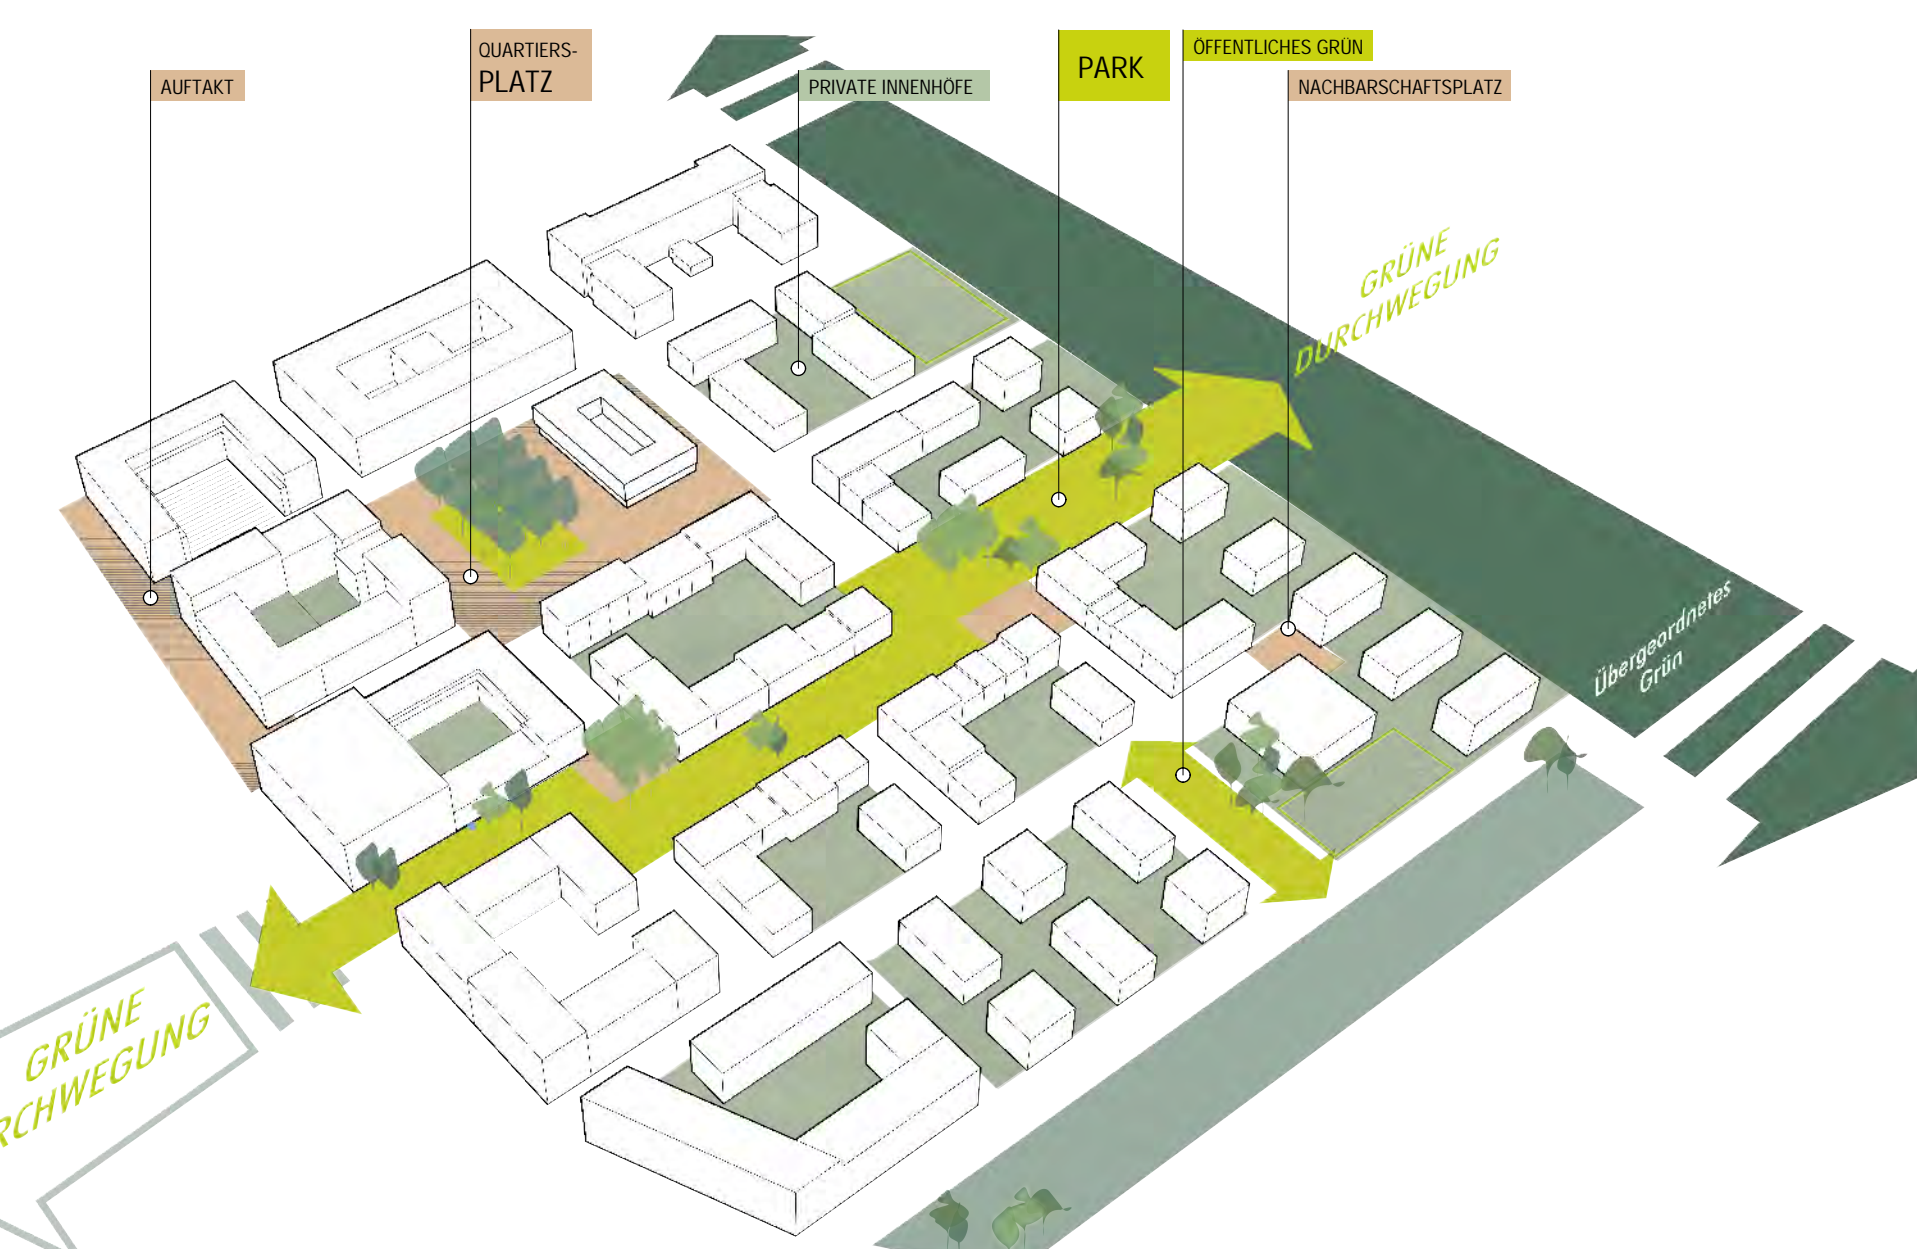 QUARTIERS-
PLATZ
AUFTAKT
PRIVATE INNENHÖFE
PARK
ÖFFENTLICHES GRÜN
NACHBARSCHAFTSPLATZ
GRÜNE
DURCHWEGUNG
Übergeordnetes
Grün
GRÜNE
RCHWEGUNG